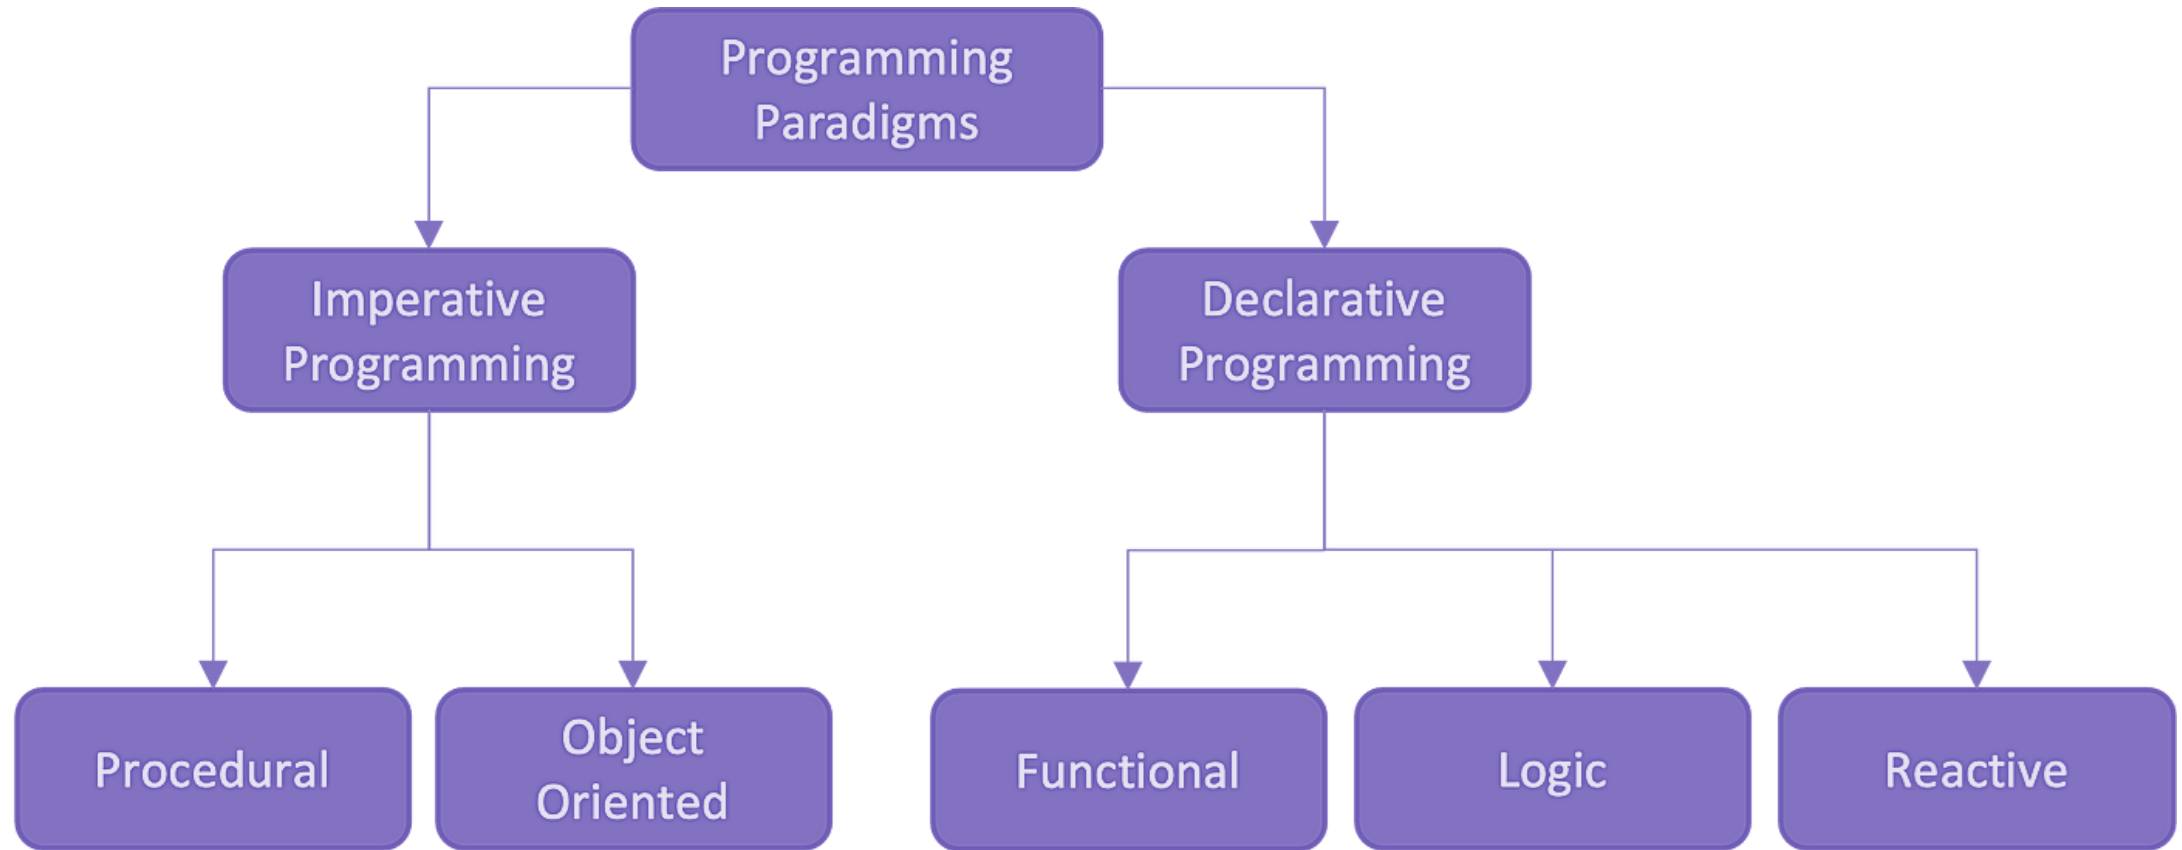 Programming
Paradigms
Imperative
Programming
Declarative
Programming
Procedural
Object
Oriented
Functional
Logic
Reactive